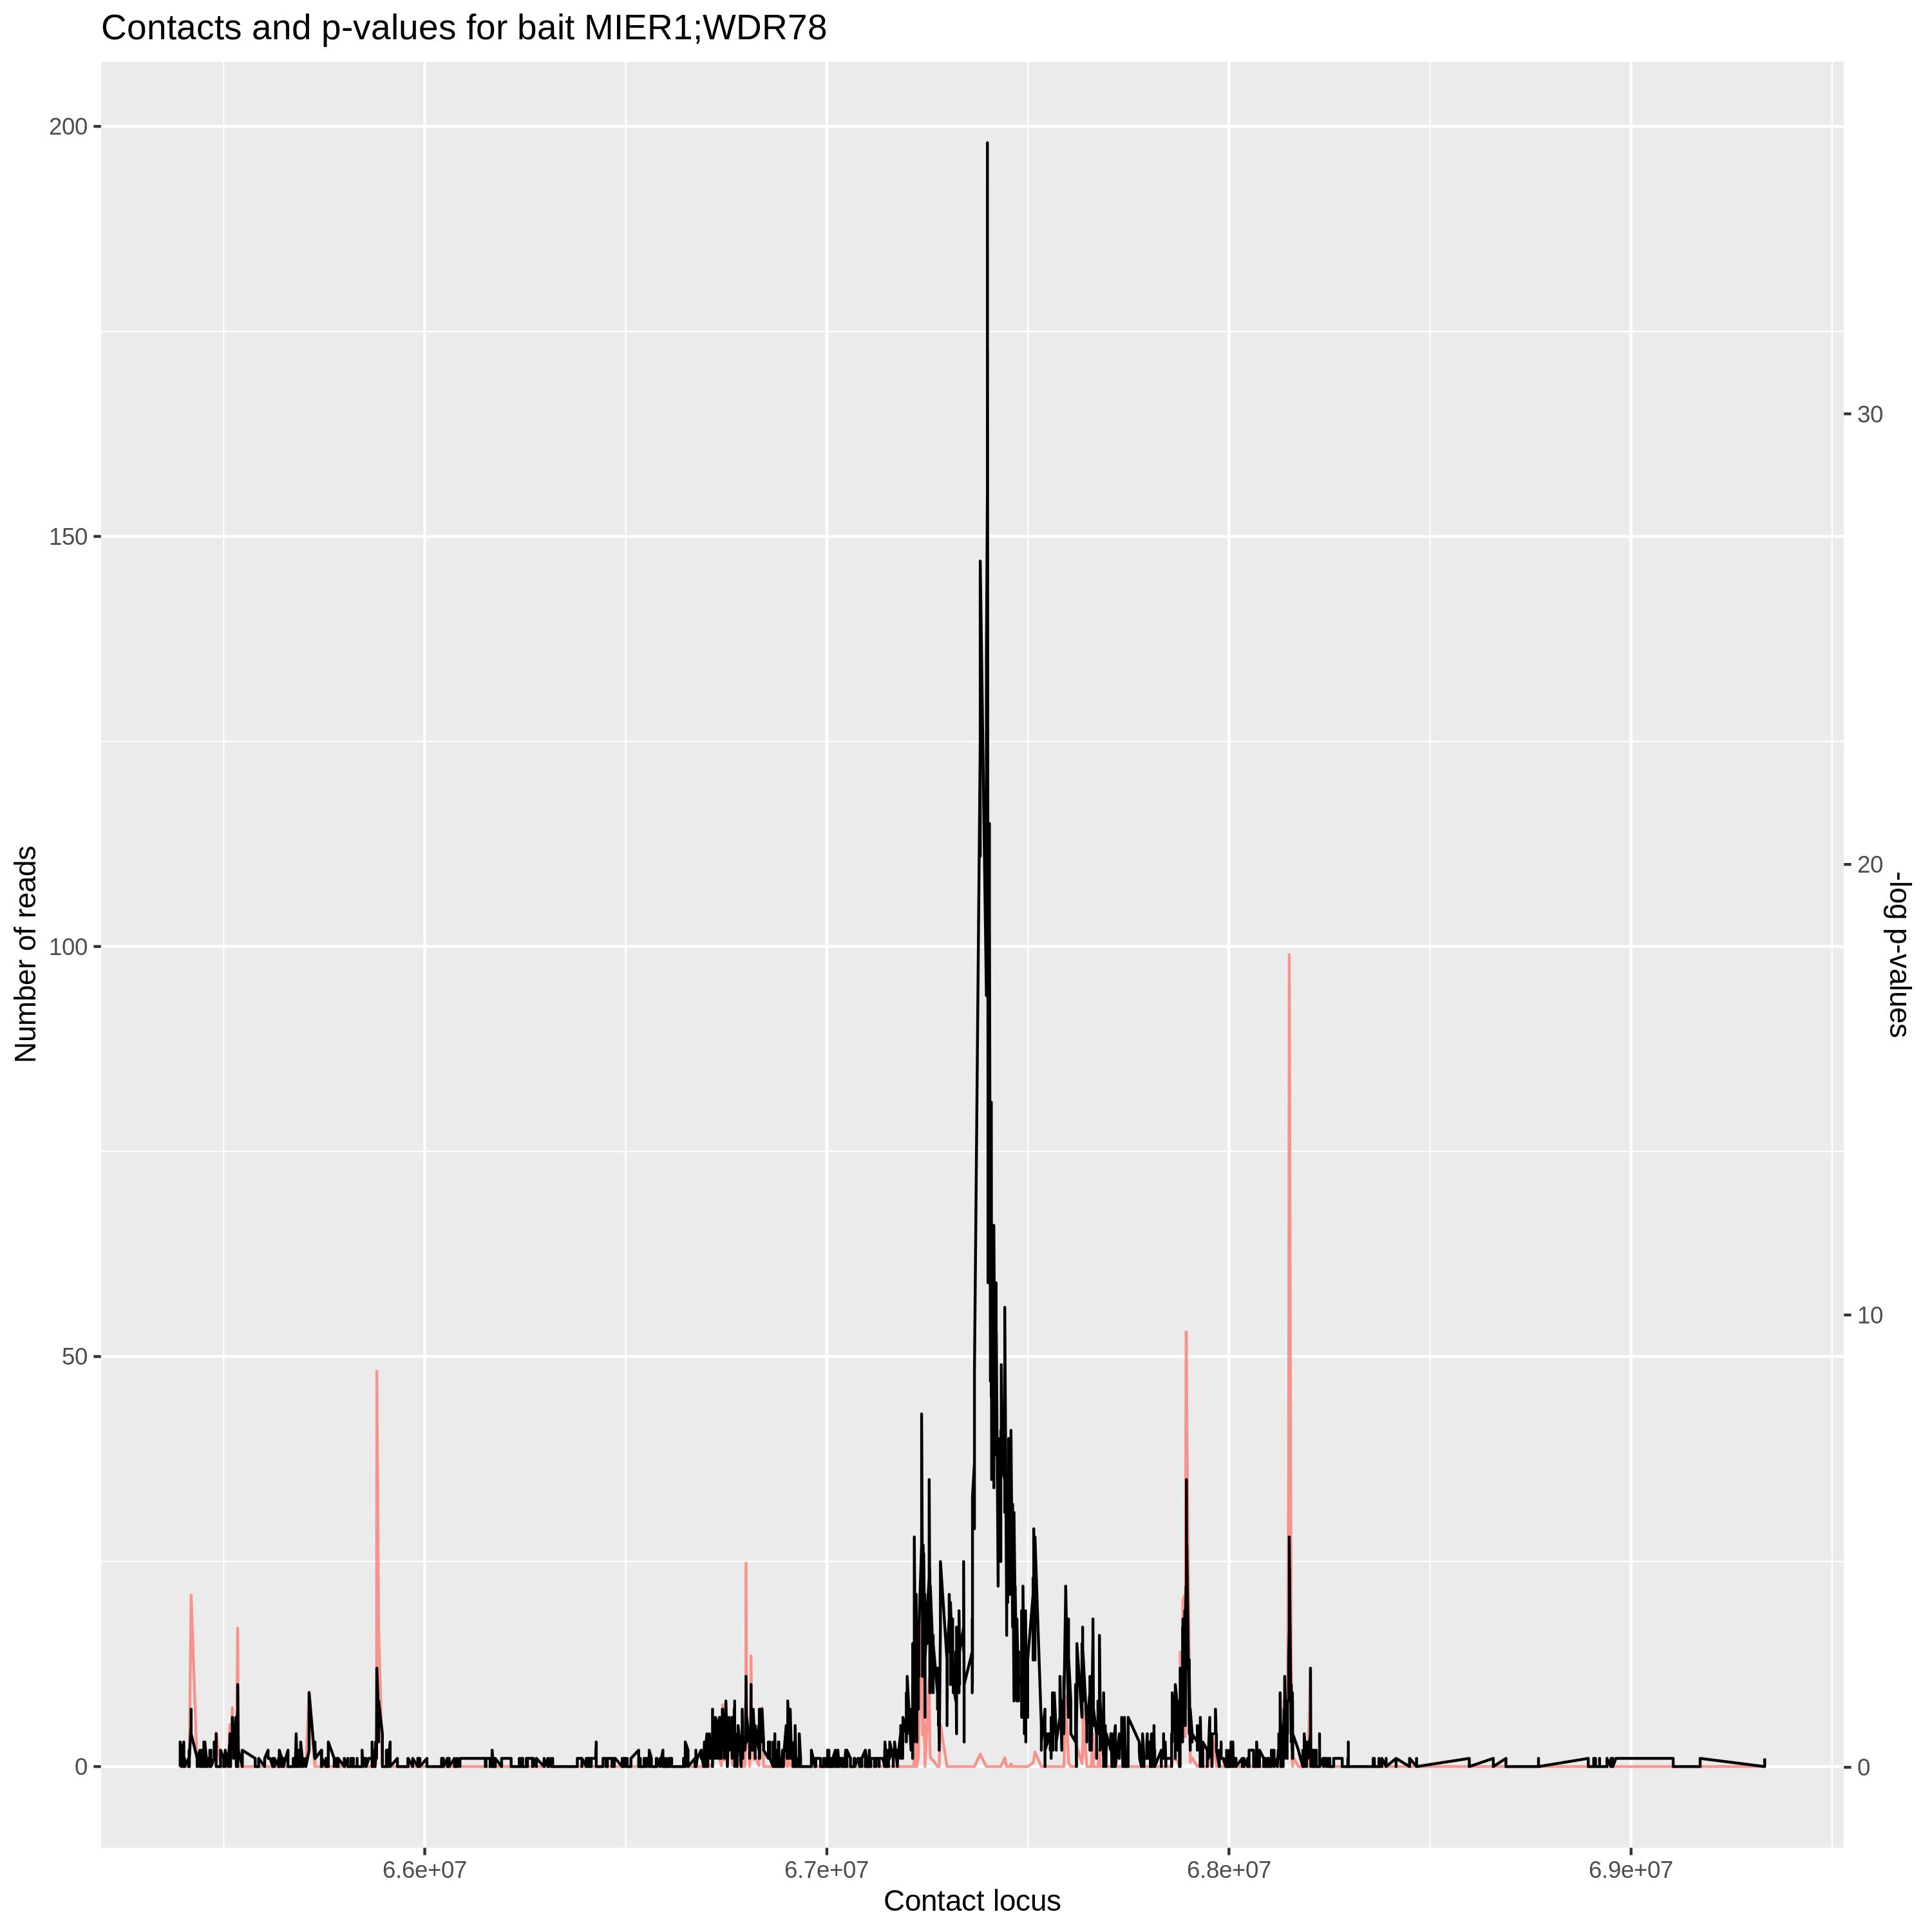 Contacts and p-values for bait MIER1;WDR78
200
150
100
50
0
Number of reads
30
20
10
0
-log p-values
6.6e+07
6.7e+07
6.8e+07
6.9e+07
Contact locus